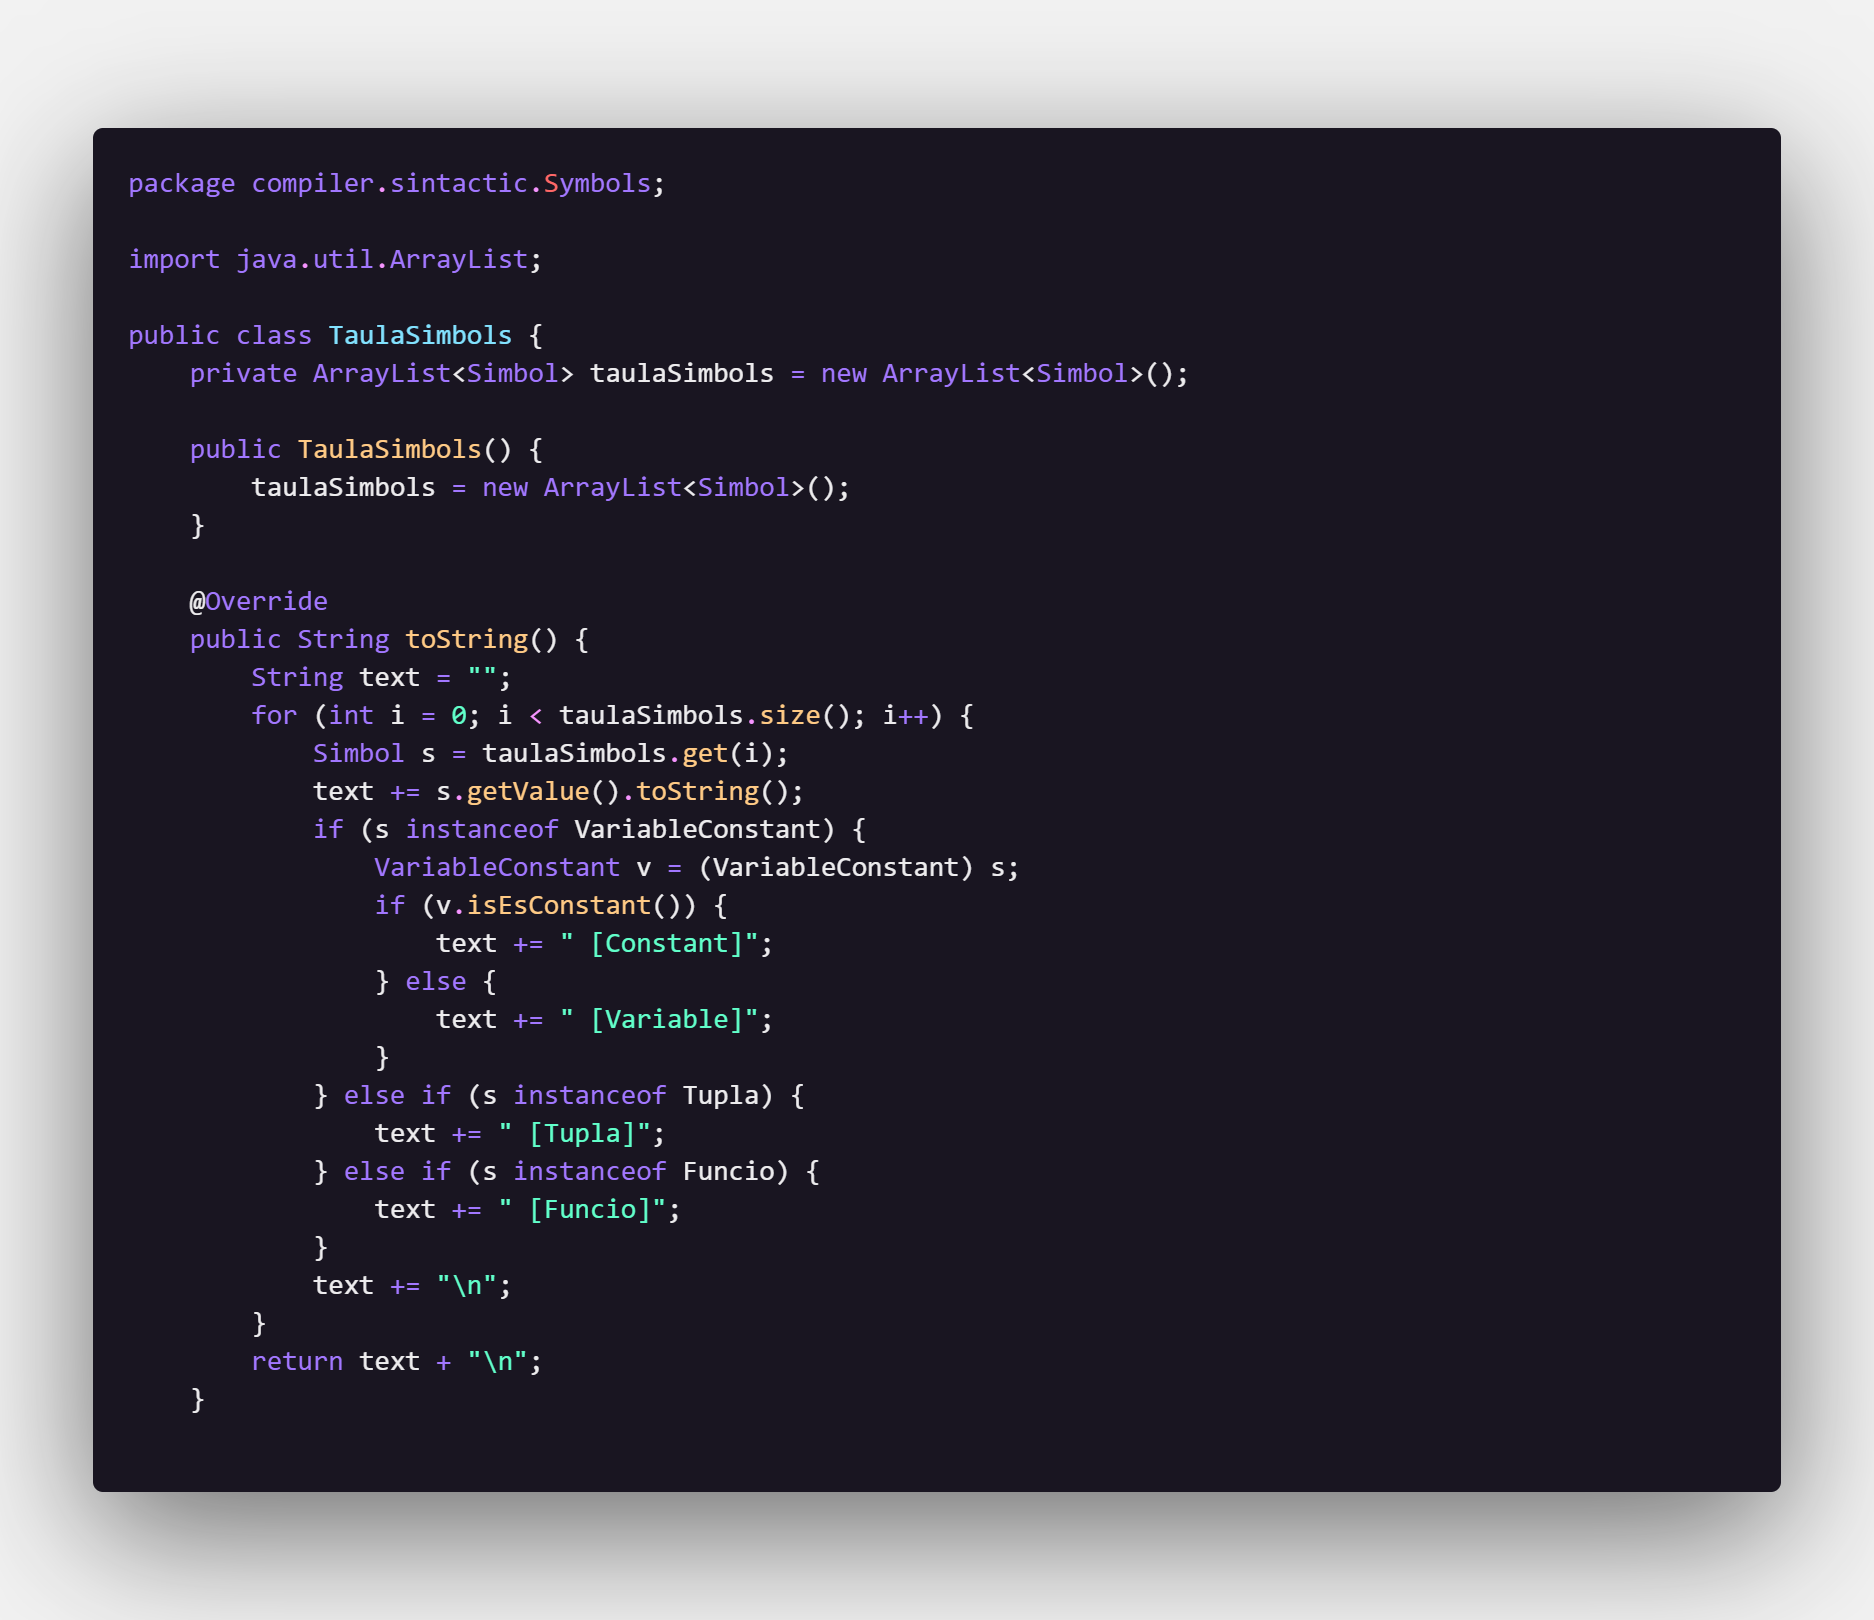 package compiler.sintactic.Symbols;

import java.util.ArrayList;

public class TaulaSimbols {
    private ArrayList<Simbol> taulaSimbols = new ArrayList<Simbol>();

    public TaulaSimbols() {
        taulaSimbols = new ArrayList<Simbol>();
    }

    @Override
    public String toString() {
        String text = "";
        for (int i = 0; i < taulaSimbols.size(); i++) {
            Simbol s = taulaSimbols.get(i);
            text += s.getValue().toString();
            if (s instanceof VariableConstant) {
                VariableConstant v = (VariableConstant) s;
                if (v.isEsConstant()) {
                    text += " [Constant]";
                } else {
                    text += " [Variable]";
                }
            } else if (s instanceof Tupla) {
                text += " [Tupla]";
            } else if (s instanceof Funcio) {
                text += " [Funcio]";
            }
            text += "\n";
        }
        return text + "\n";
    }